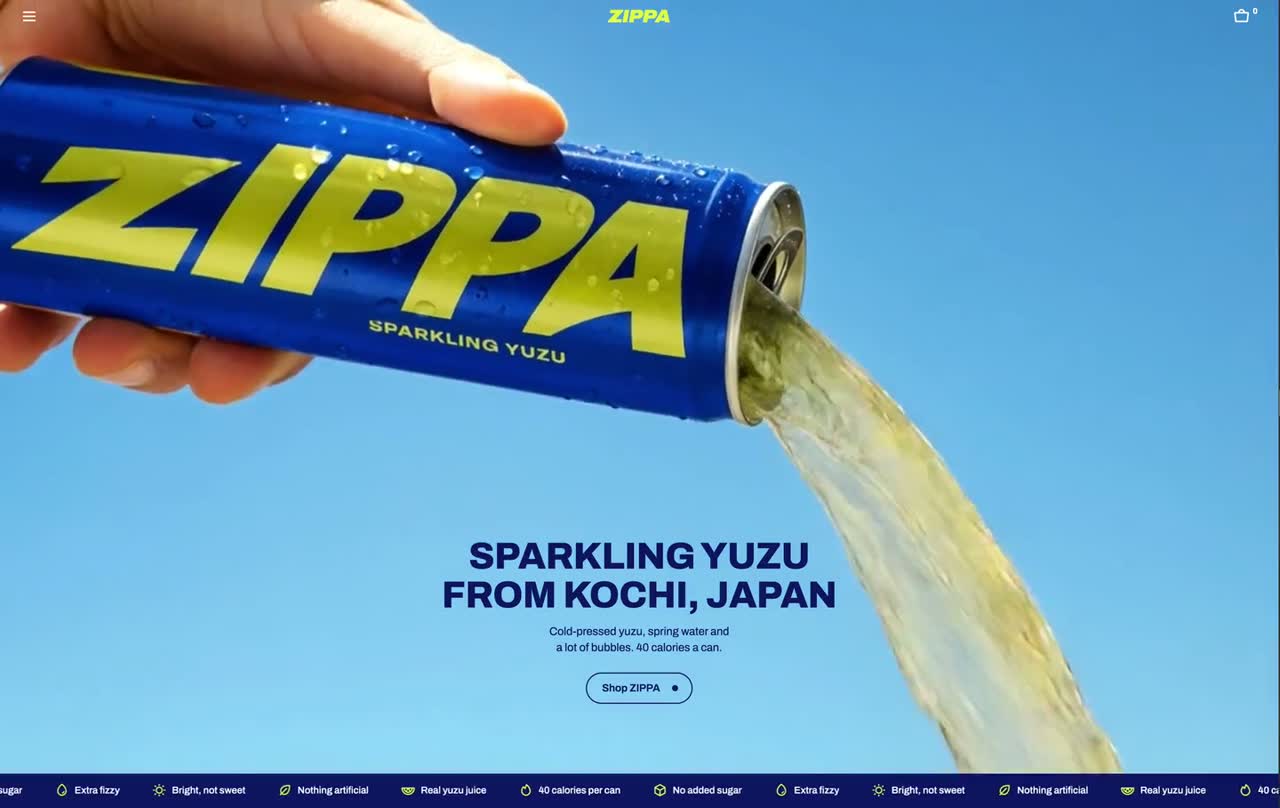 ZIPPA
0
ZIPPA
SPARKLING YUZU
SPARKLING YUZU
FROM KOCHI, JAPAN
Cold-pressed yuzu, spring water and
a lot of bubbles. 40 calories a can.
Shop ZIPPA
sugar Extra fizzy Bright, not sweet Nothing artificial Real yuzu juice 40 calories per can No added sugar Extra fizzy Bright, not sweet Nothing artificial Real yuzu juice 40 ca